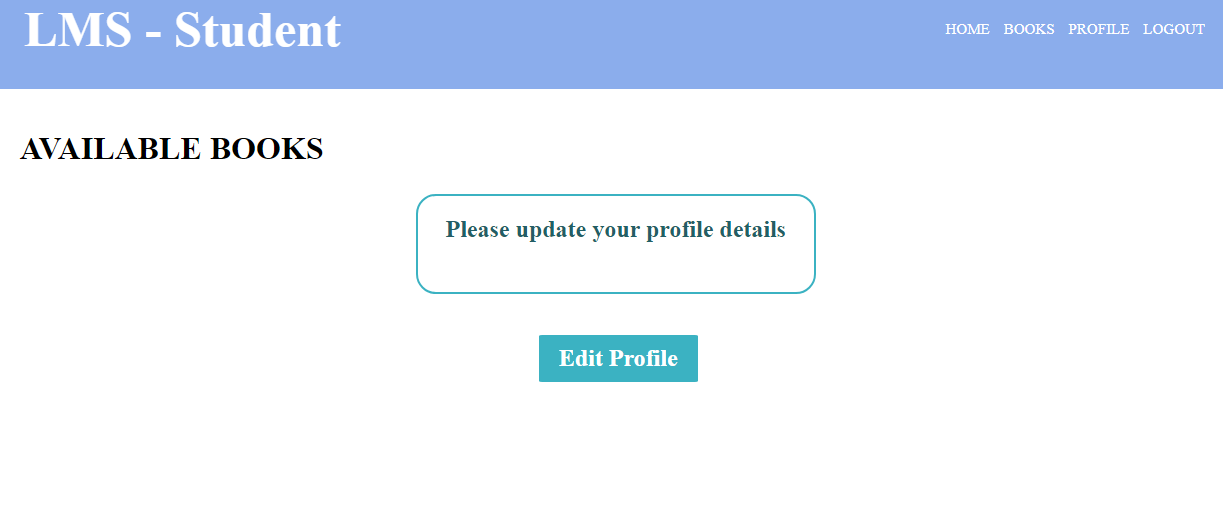 LMS - Student
HOME BOOKS PROFILE LOGOUT
AVAILABLE BOOKS
Please update your profile details
Edit Profile